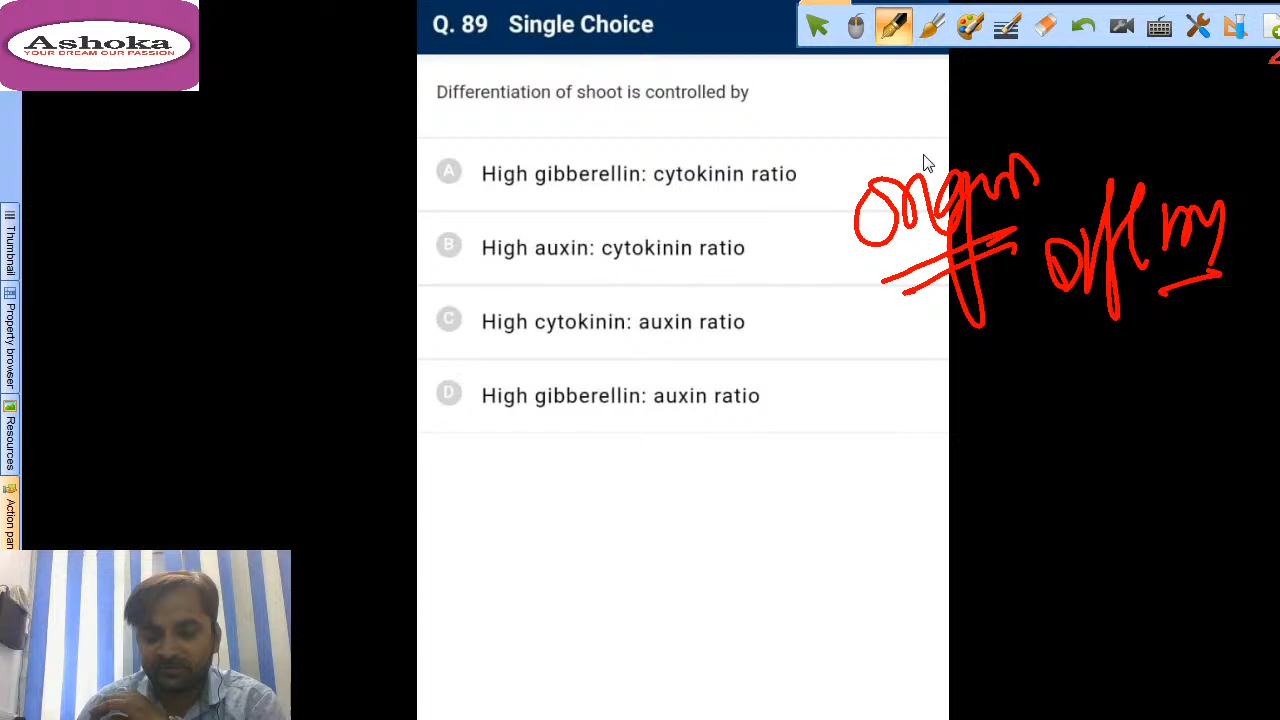 Ashoka
YOUR DREAM OUR PASSION
Q. 89 Single Choice
Differentiation of shoot is controlled by
A High gibberellin: cytokinin ratio
B High auxin: cytokinin ratio
C High cytokinin: auxin ratio
D High gibberellin: auxin ratio
Thumbnail
Property browser
Resources
Action pan